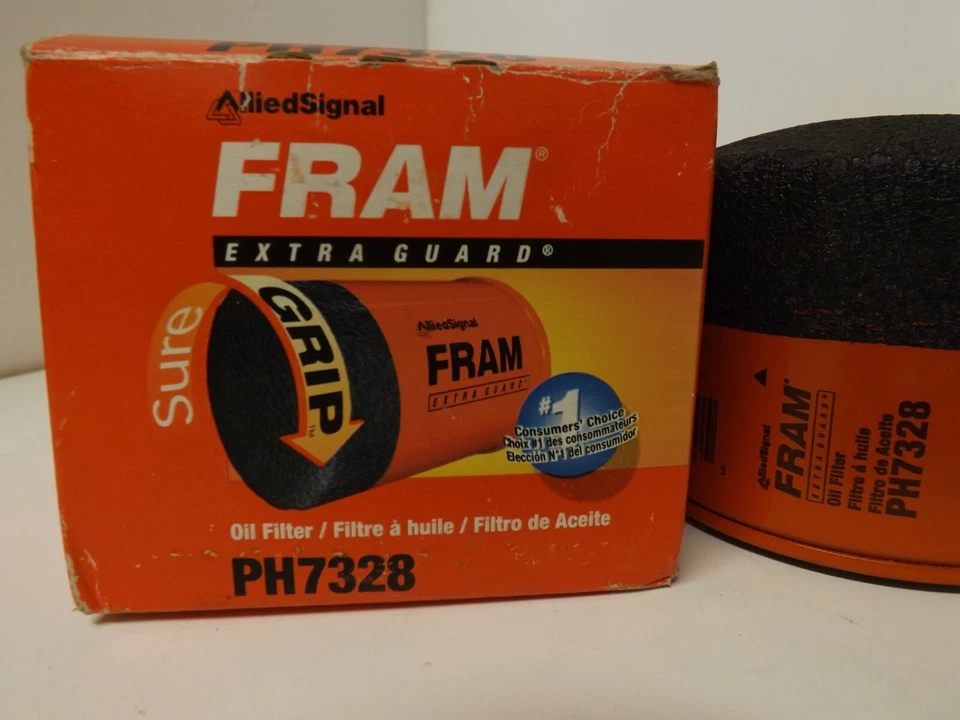 PH7328
AlliedSignal
FRAM®
EXTRA GUARD®
Sure
GRIP™
AlliedSignal
FRAM
EXTRA GUARD
#1
Consumers' Choice
Choix #1 des consommateurs
Elección N°1 del consumidor
Oil Filter / Filtre à huile / Filtro de Aceite
PH7328
AlliedSignal
FRAM®
EXTRA GUARD®
Oil Filter
Filtre à huile
Filtro de Aceite
PH7328